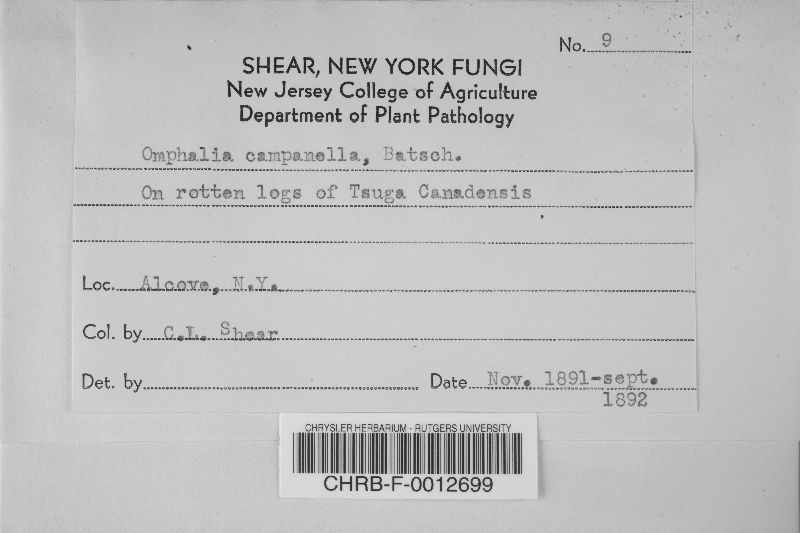 No. 9
SHEAR, NEW YORK FUNGI
New Jersey College of Agriculture
Department of Plant Pathology
Omphalia campanella, Batsch.
On rotten logs of Tsuga Canadensis
Loc. Alcove, N.Y.
Col. by C.L. Shear
Det. by Date Nov. 1891-sept.
1892
CHRYSLER HERBARIUM - RUTGERS UNIVERSITY
CHRB-F-0012699